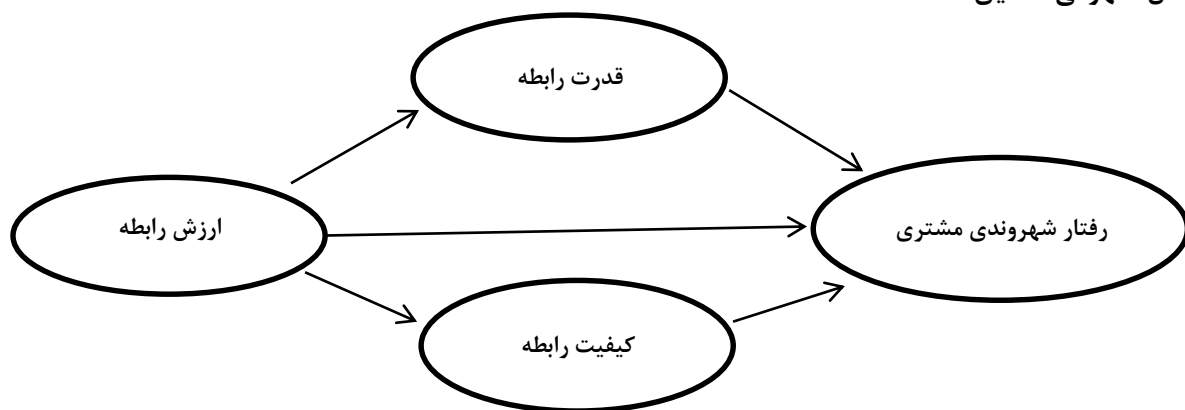 قدرت رابطه
ارزش رابطه
رفتار شهروندی مشتری
کیفیت رابطه